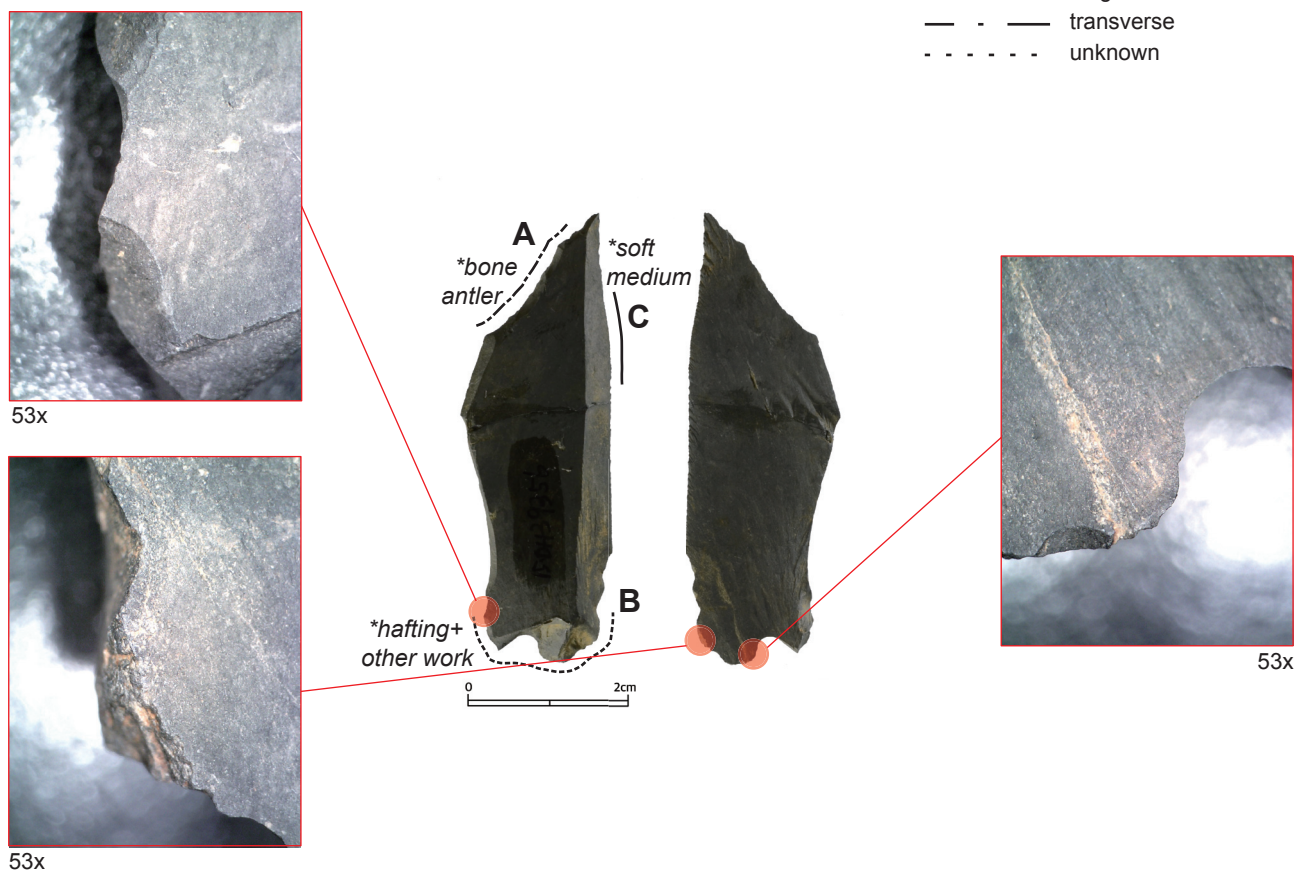 transverse
unknown
A
*bone
antler
*soft
medium
C
53x
B
*hafting+
other work
0 2cm
53x
53x